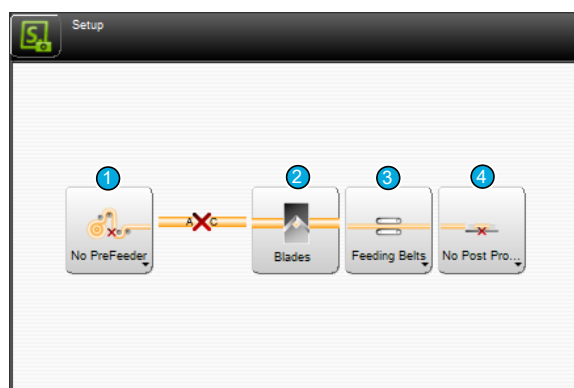 S
Setup
1
2
3
4
A C
No PreFeeder
Blades
Feeding Belts
No Post Pro...